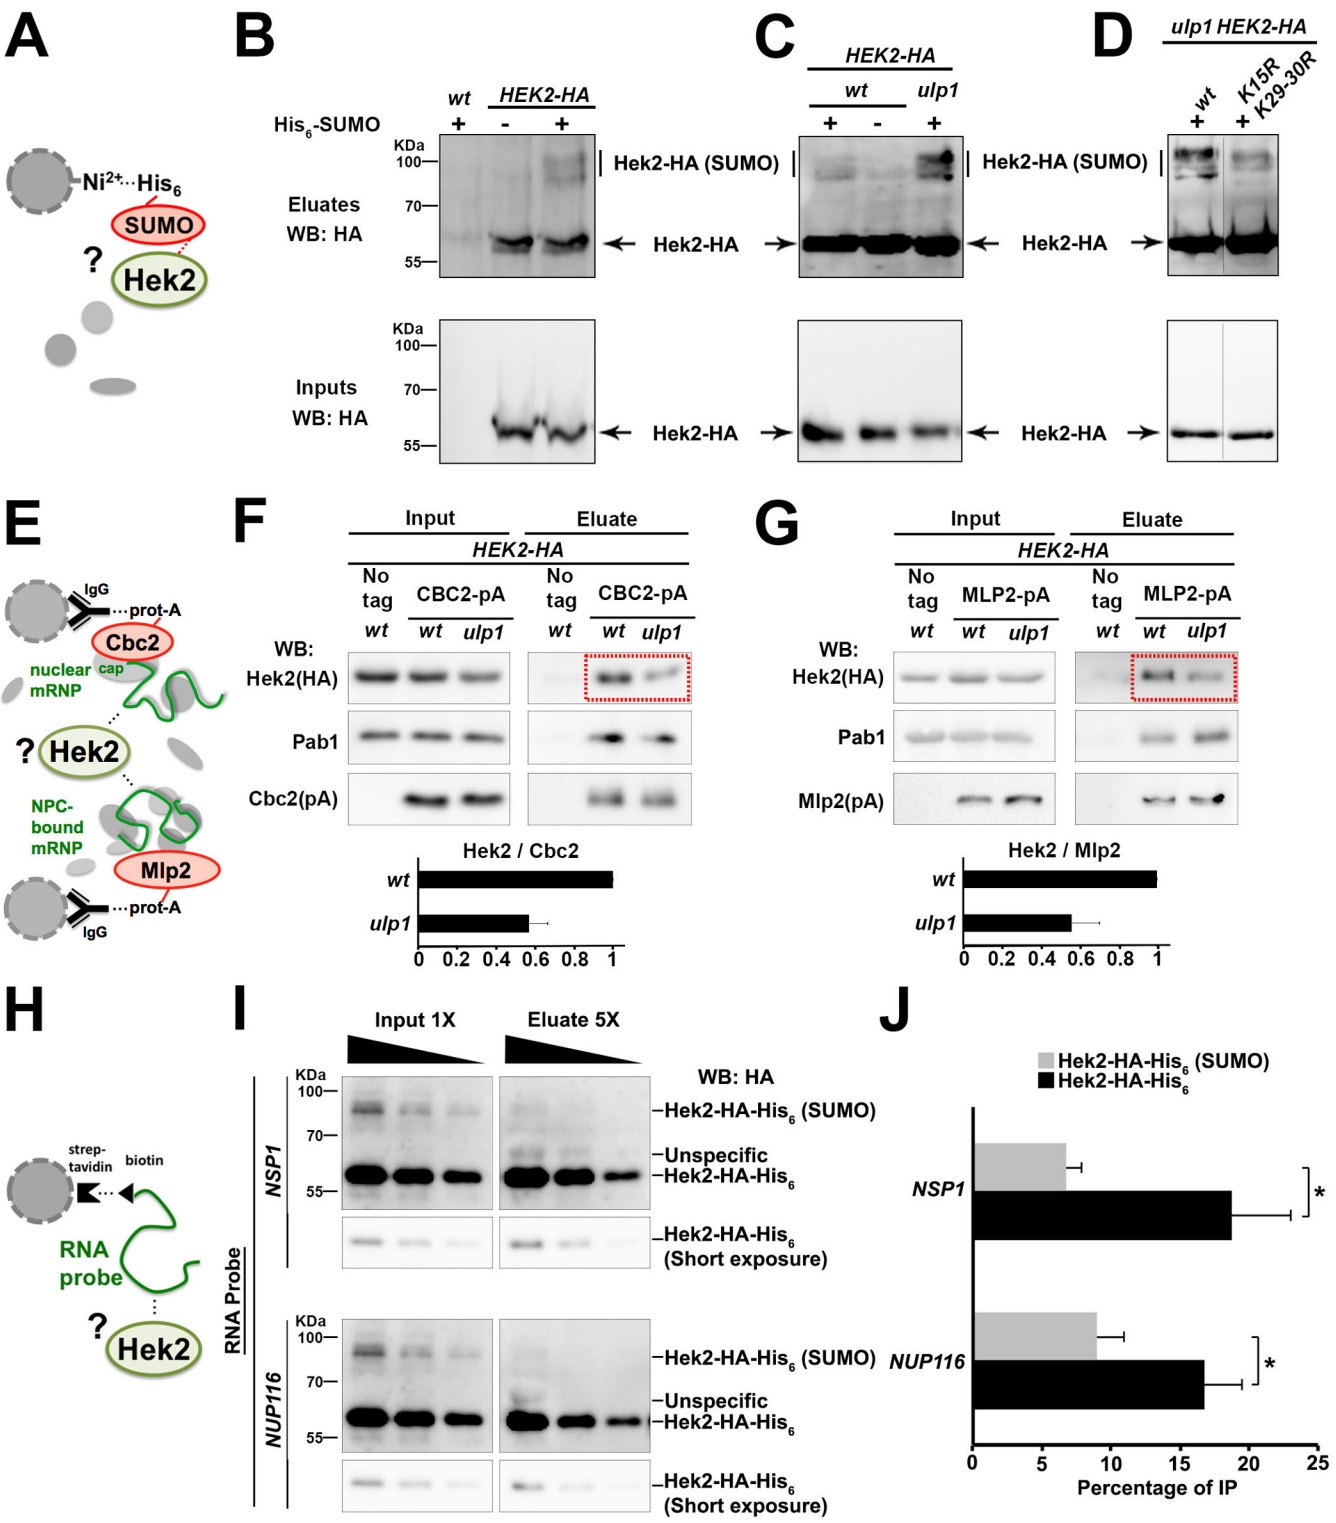 A
Ni2+···His6
SUMO
?
Hek2
B
wt HEK2-HA
His6-SUMO + - +
KDa
100
70
55
Eluates
WB: HA
Hek2-HA (SUMO)
Hek2-HA
KDa
100
70
55
Inputs
WB: HA
Hek2-HA
C
HEK2-HA
wt ulp1
+ - +
Hek2-HA (SUMO)
Hek2-HA
Hek2-HA
D
ulp1 HEK2-HA
wt
K15R
K29-30R
+ +
E
IgG
···prot-A
Cbc2
nuclear cap
mRNP
? Hek2
NPC-
bound
mRNP
Mlp2
···prot-A
IgG
F
Input Eluate
HEK2-HA
No
tag
CBC2-pA
No
tag
CBC2-pA
wt wt ulp1 wt wt ulp1
WB:
Hek2(HA)
Pab1
Cbc2(pA)
Hek2 / Cbc2
wt
ulp1
0 0.2 0.4 0.6 0.8 1
G
Input Eluate
HEK2-HA
No
tag
MLP2-pA
No
tag
MLP2-pA
wt wt ulp1 wt wt ulp1
WB:
Hek2(HA)
Pab1
Mlp2(pA)
Hek2 / Mlp2
wt
ulp1
0 0.2 0.4 0.6 0.8 1
H
strep-
tavidin
biotin
RNA
probe
?
Hek2
I
Input 1X Eluate 5X
RNA Probe
NSP1
KDa
100
70
55
WB: HA
Hek2-HA-His6 (SUMO)
Unspecific
Hek2-HA-His6
Hek2-HA-His6
(Short exposure)
NUP116
KDa
100
70
55
Hek2-HA-His6 (SUMO)
Unspecific
Hek2-HA-His6
Hek2-HA-His6
(Short exposure)
J
Hek2-HA-His6 (SUMO)
Hek2-HA-His6
NSP1
*
NUP116
*
0 5 10 15 20 25
Percentage of IP